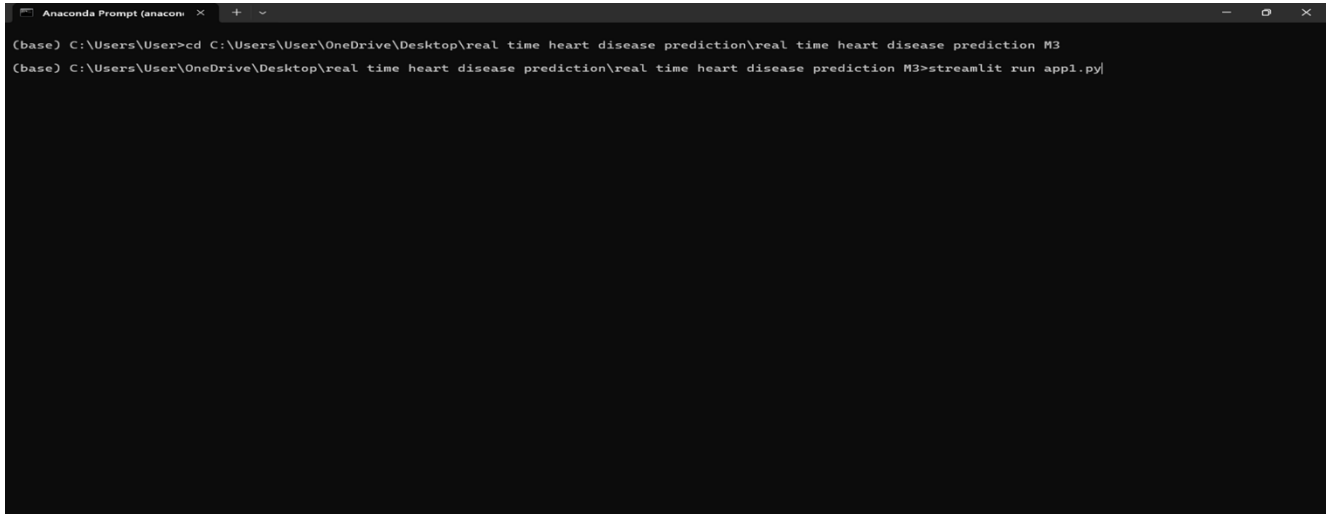 Anaconda Prompt (anacon
(base) C:\Users\User>cd C:\Users\User\OneDrive\Desktop\real time heart disease prediction\real time heart disease prediction M3
(base) C:\Users\User\OneDrive\Desktop\real time heart disease prediction\real time heart disease prediction M3>streamlit run app1.py